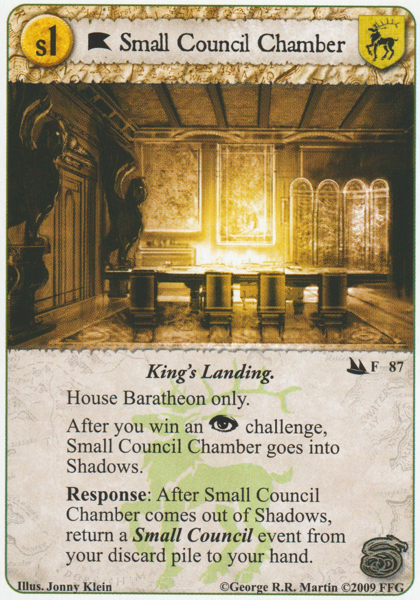 s1 Small Council Chamber
King's Landing.
F 87
House Baratheon only.
After you win an challenge,
Small Council Chamber goes into
Shadows.
Response: After Small Council
Chamber comes out of Shadows,
return a Small Council event from
your discard pile to your hand.
Illus. Jonny Klein ©George R.R. Martin ©2009 FFG